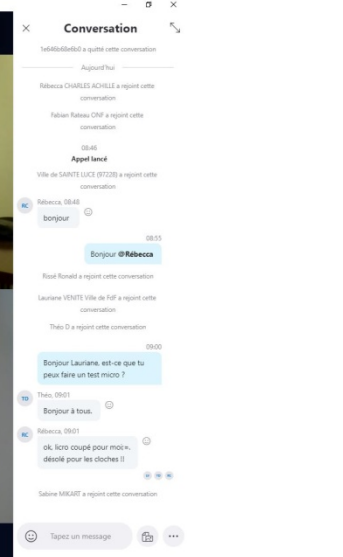 Conversation
1e646b68e6b0 a quitté cette conversation
Aujourd'hui
Rébecca CHARLES ACHILLE a rejoint cette
conversation
Fabian Rateau ONF a rejoint cette
conversation
08:46
Appel lancé
Ville de SAINTE LUCE (97228) a rejoint cette
conversation
RC
Rébecca, 08:48
bonjour
08:55
Bonjour @Rébecca
Rissé Ronald a rejoint cette conversation
Lauriane VENITE Ville de FdF a rejoint cette
conversation
Théo D a rejoint cette conversation
09:00
Bonjour Lauriane, est-ce que tu
peux faire un test micro ?
TD
Théo, 09:01
Bonjour à tous.
RC
Rébecca, 09:01
ok, licro coupé pour moi:=.
désolé pour les cloches !!
Sabine MIKART a rejoint cette conversation
Tapez un message